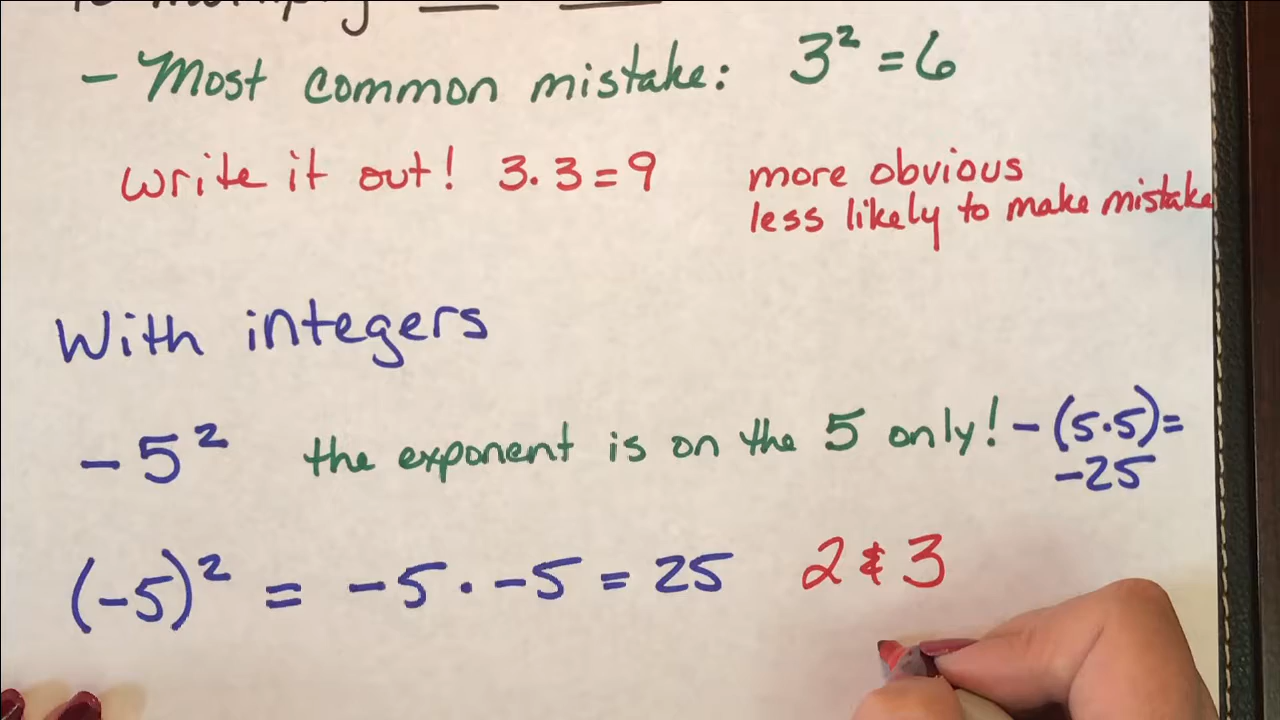 - Most common mistake: 3² = 6
write it out! 3.3 = 9 more obvious
less likely to make mistake
With integers
-5² the exponent is on the 5 only! -(5·5)=
-25
(-5)² = -5 · -5 = 25 2 & 3